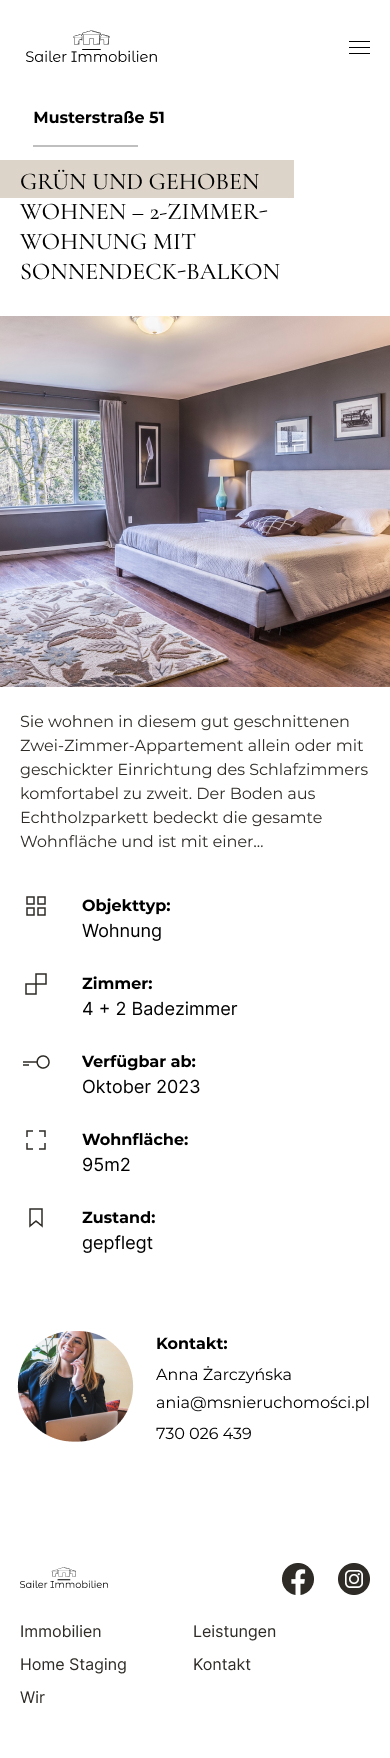 Sailer Immobilien
Musterstraße 51
GRÜN UND GEHOBEN
WOHNEN – 2-ZIMMER-
WOHNUNG MIT
SONNENDECK-BALKON
Sie wohnen in diesem gut geschnittenen
Zwei-Zimmer-Appartement allein oder mit
geschickter Einrichtung des Schlafzimmers
komfortabel zu zweit. Der Boden aus
Echtholzparkett bedeckt die gesamte
Wohnfläche und ist mit einer...
Objekttyp:
Wohnung
Zimmer:
4 + 2 Badezimmer
Verfügbar ab:
Oktober 2023
Wohnfläche:
95m2
Zustand:
gepflegt
Kontakt:
Anna Żarczyńska
ania@msnieruchomości.pl
730 026 439
Sailer Immobilien
Immobilien
Leistungen
Home Staging
Kontakt
Wir